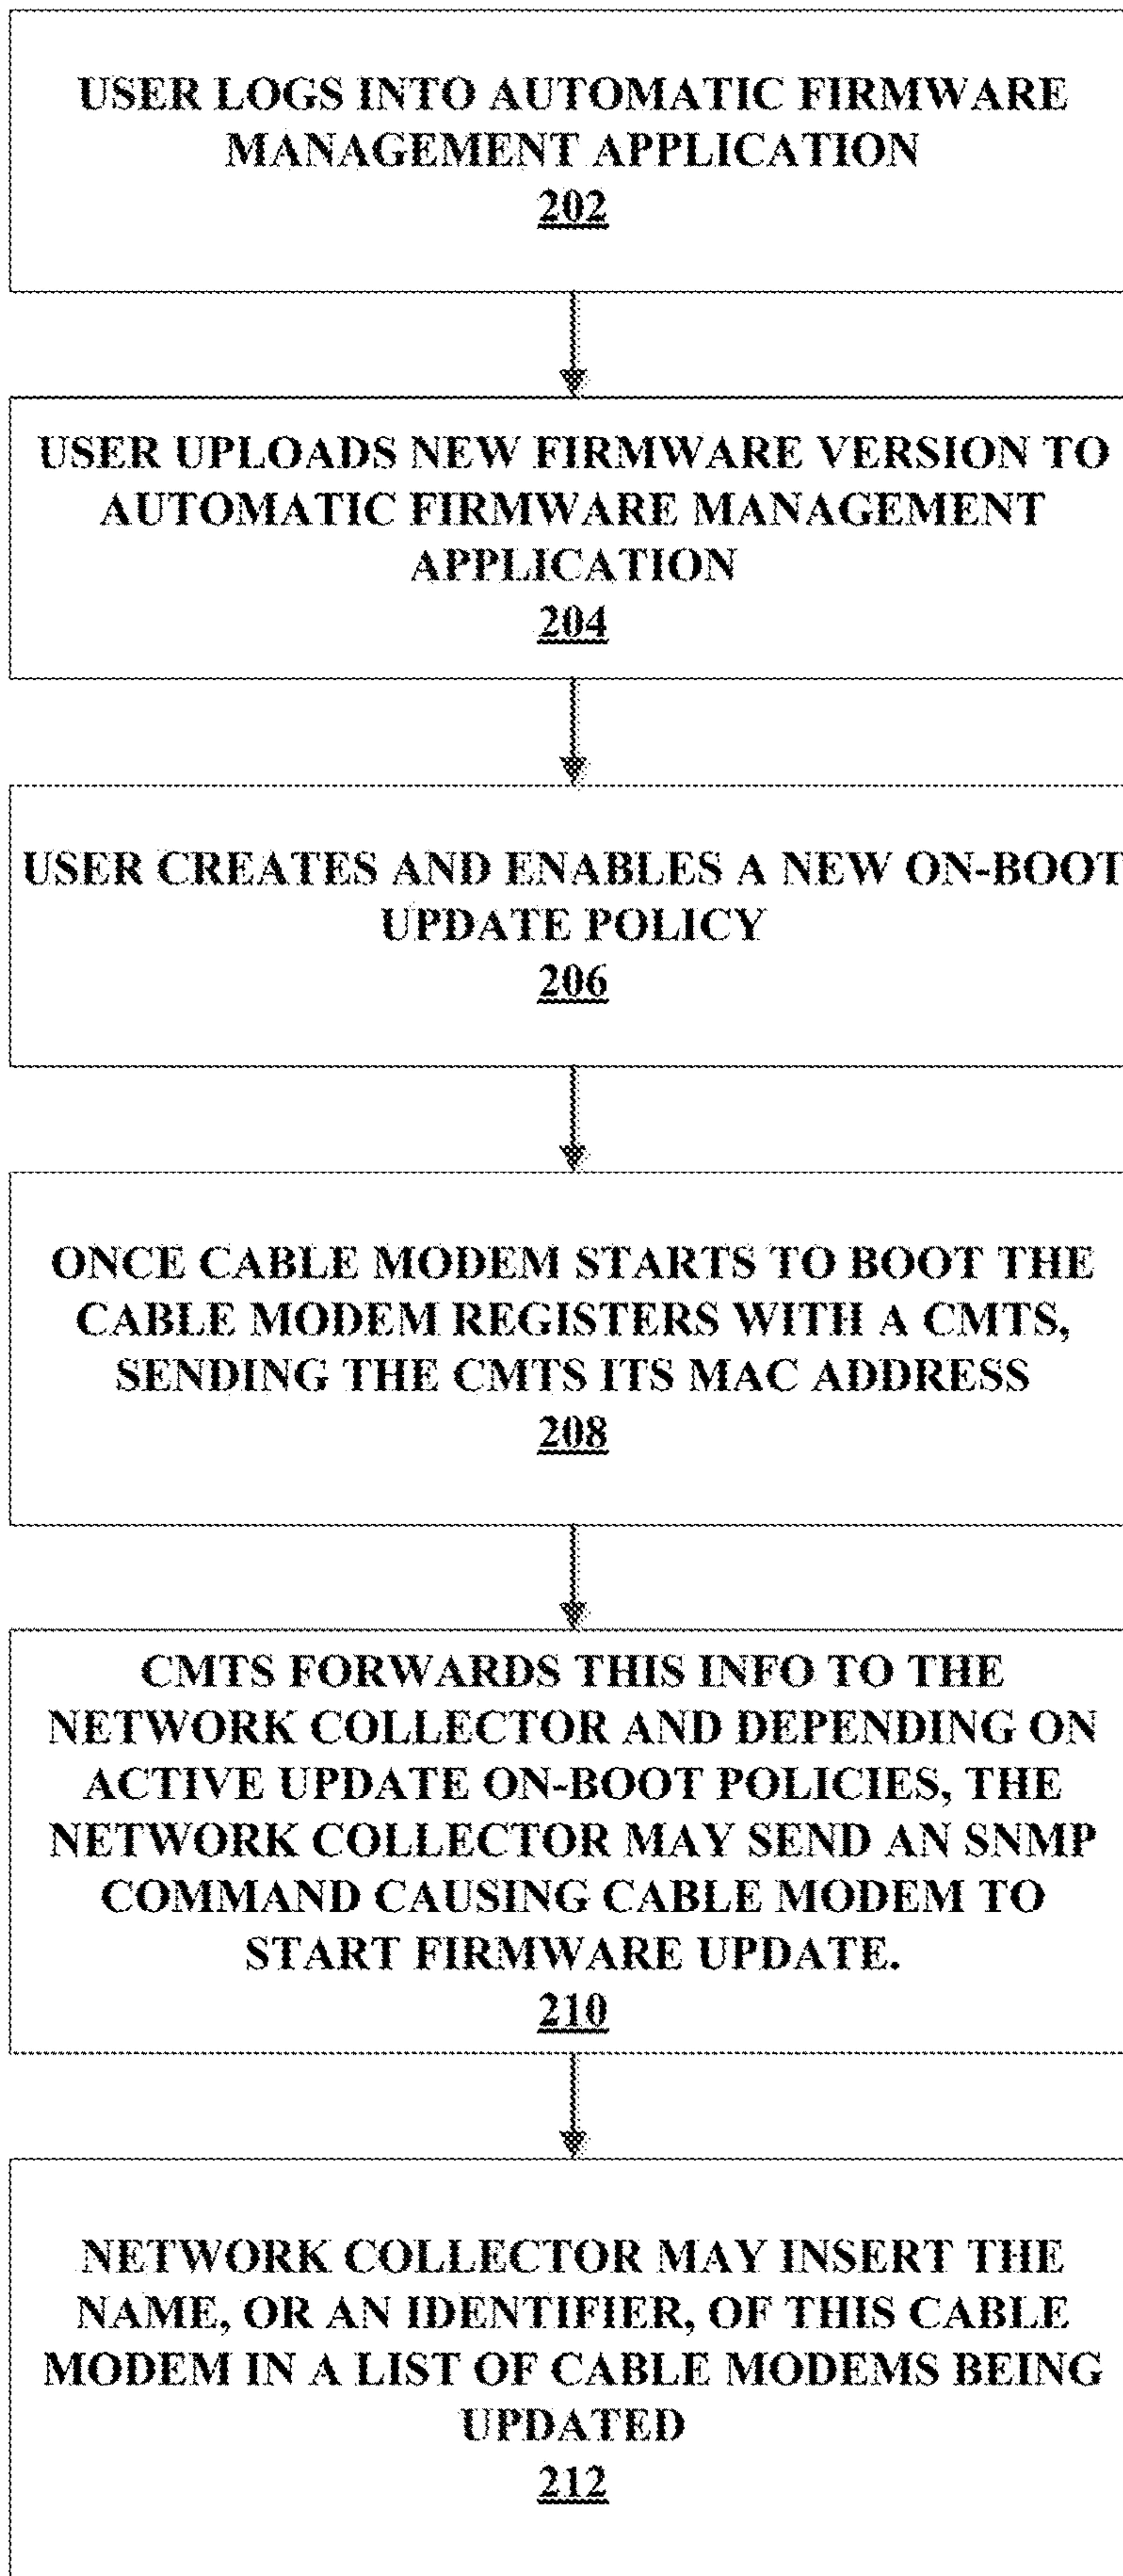 USER LOGS INTO AUTOMATIC FIRMWARE
MANAGEMENT APPLICATION
202
USER UPLOADS NEW FIRMWARE VERSION TO
AUTOMATIC FIRMWARE MANAGEMENT
APPLICATION
204
USER CREATES AND ENABLES A NEW ON-BOOT
UPDATE POLICY
206
ONCE CABLE MODEM STARTS TO BOOT THE
CABLE MODEM REGISTERS WITH A CMTS,
SENDING THE CMTS ITS MAC ADDRESS
208
CMTS FORWARDS THIS INFO TO THE
NETWORK COLLECTOR AND DEPENDING ON
ACTIVE UPDATE ON-BOOT POLICIES, THE
NETWORK COLLECTOR MAY SEND AN SNMP
COMMAND CAUSING CABLE MODEM TO
START FIRMWARE UPDATE.
210
NETWORK COLLECTOR MAY INSERT THE
NAME, OR AN IDENTIFIER, OF THIS CABLE
MODEM IN A LIST OF CABLE MODEMS BEING
UPDATED
212